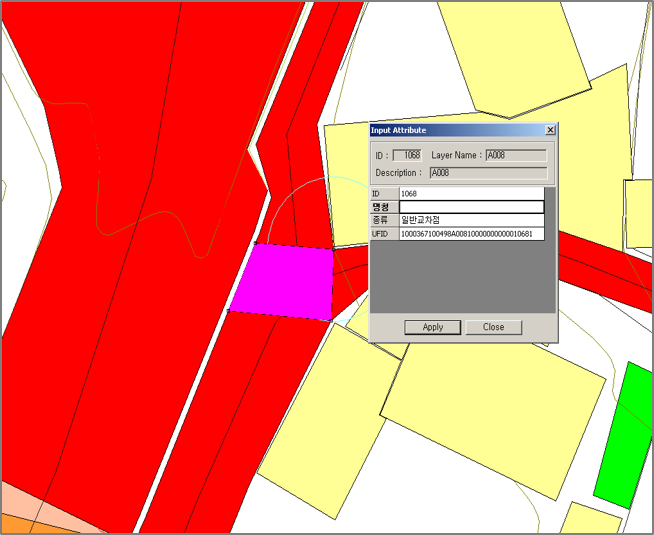 Input Attribute
ID : 1068 Layer Name : A008
Description : A008
ID 1068
명칭
종류 일반교차점
UFID 1000367100498A00810000000000010681
Apply Close